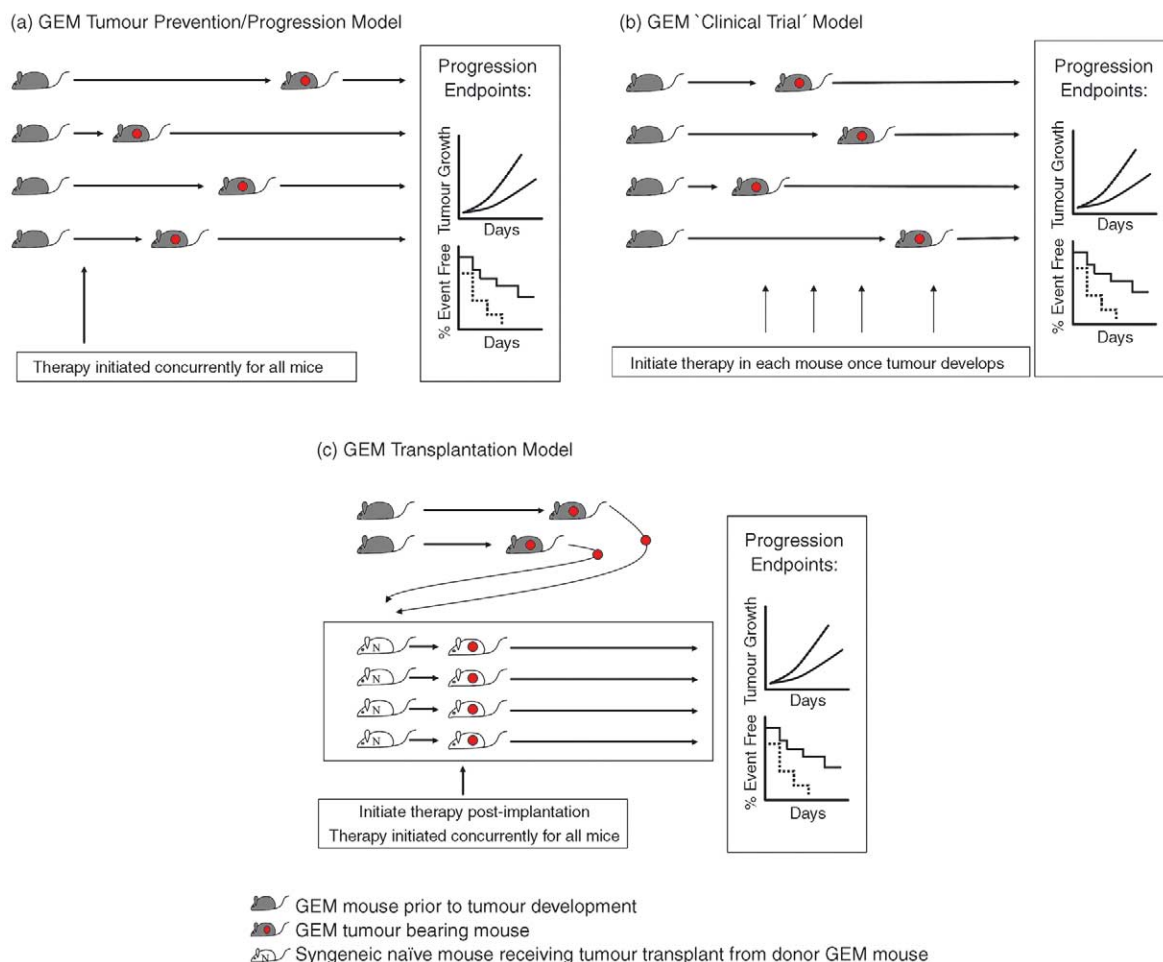 (a) GEM Tumour Prevention/Progression Model
Progression
Endpoints:
Tumour Growth
Days
% Event Free
Days
Therapy initiated concurrently for all mice
(b) GEM `Clinical Trial´ Model
Progression
Endpoints:
Tumour Growth
Days
% Event Free
Days
Initiate therapy in each mouse once tumour develops
(c) GEM Transplantation Model
N
N
N
N
Progression
Endpoints:
Tumour Growth
Days
% Event Free
Days
Initiate therapy post-implantation
Therapy initiated concurrently for all mice
GEM mouse prior to tumour development
GEM tumour bearing mouse
N Syngeneic naïve mouse receiving tumour transplant from donor GEM mouse